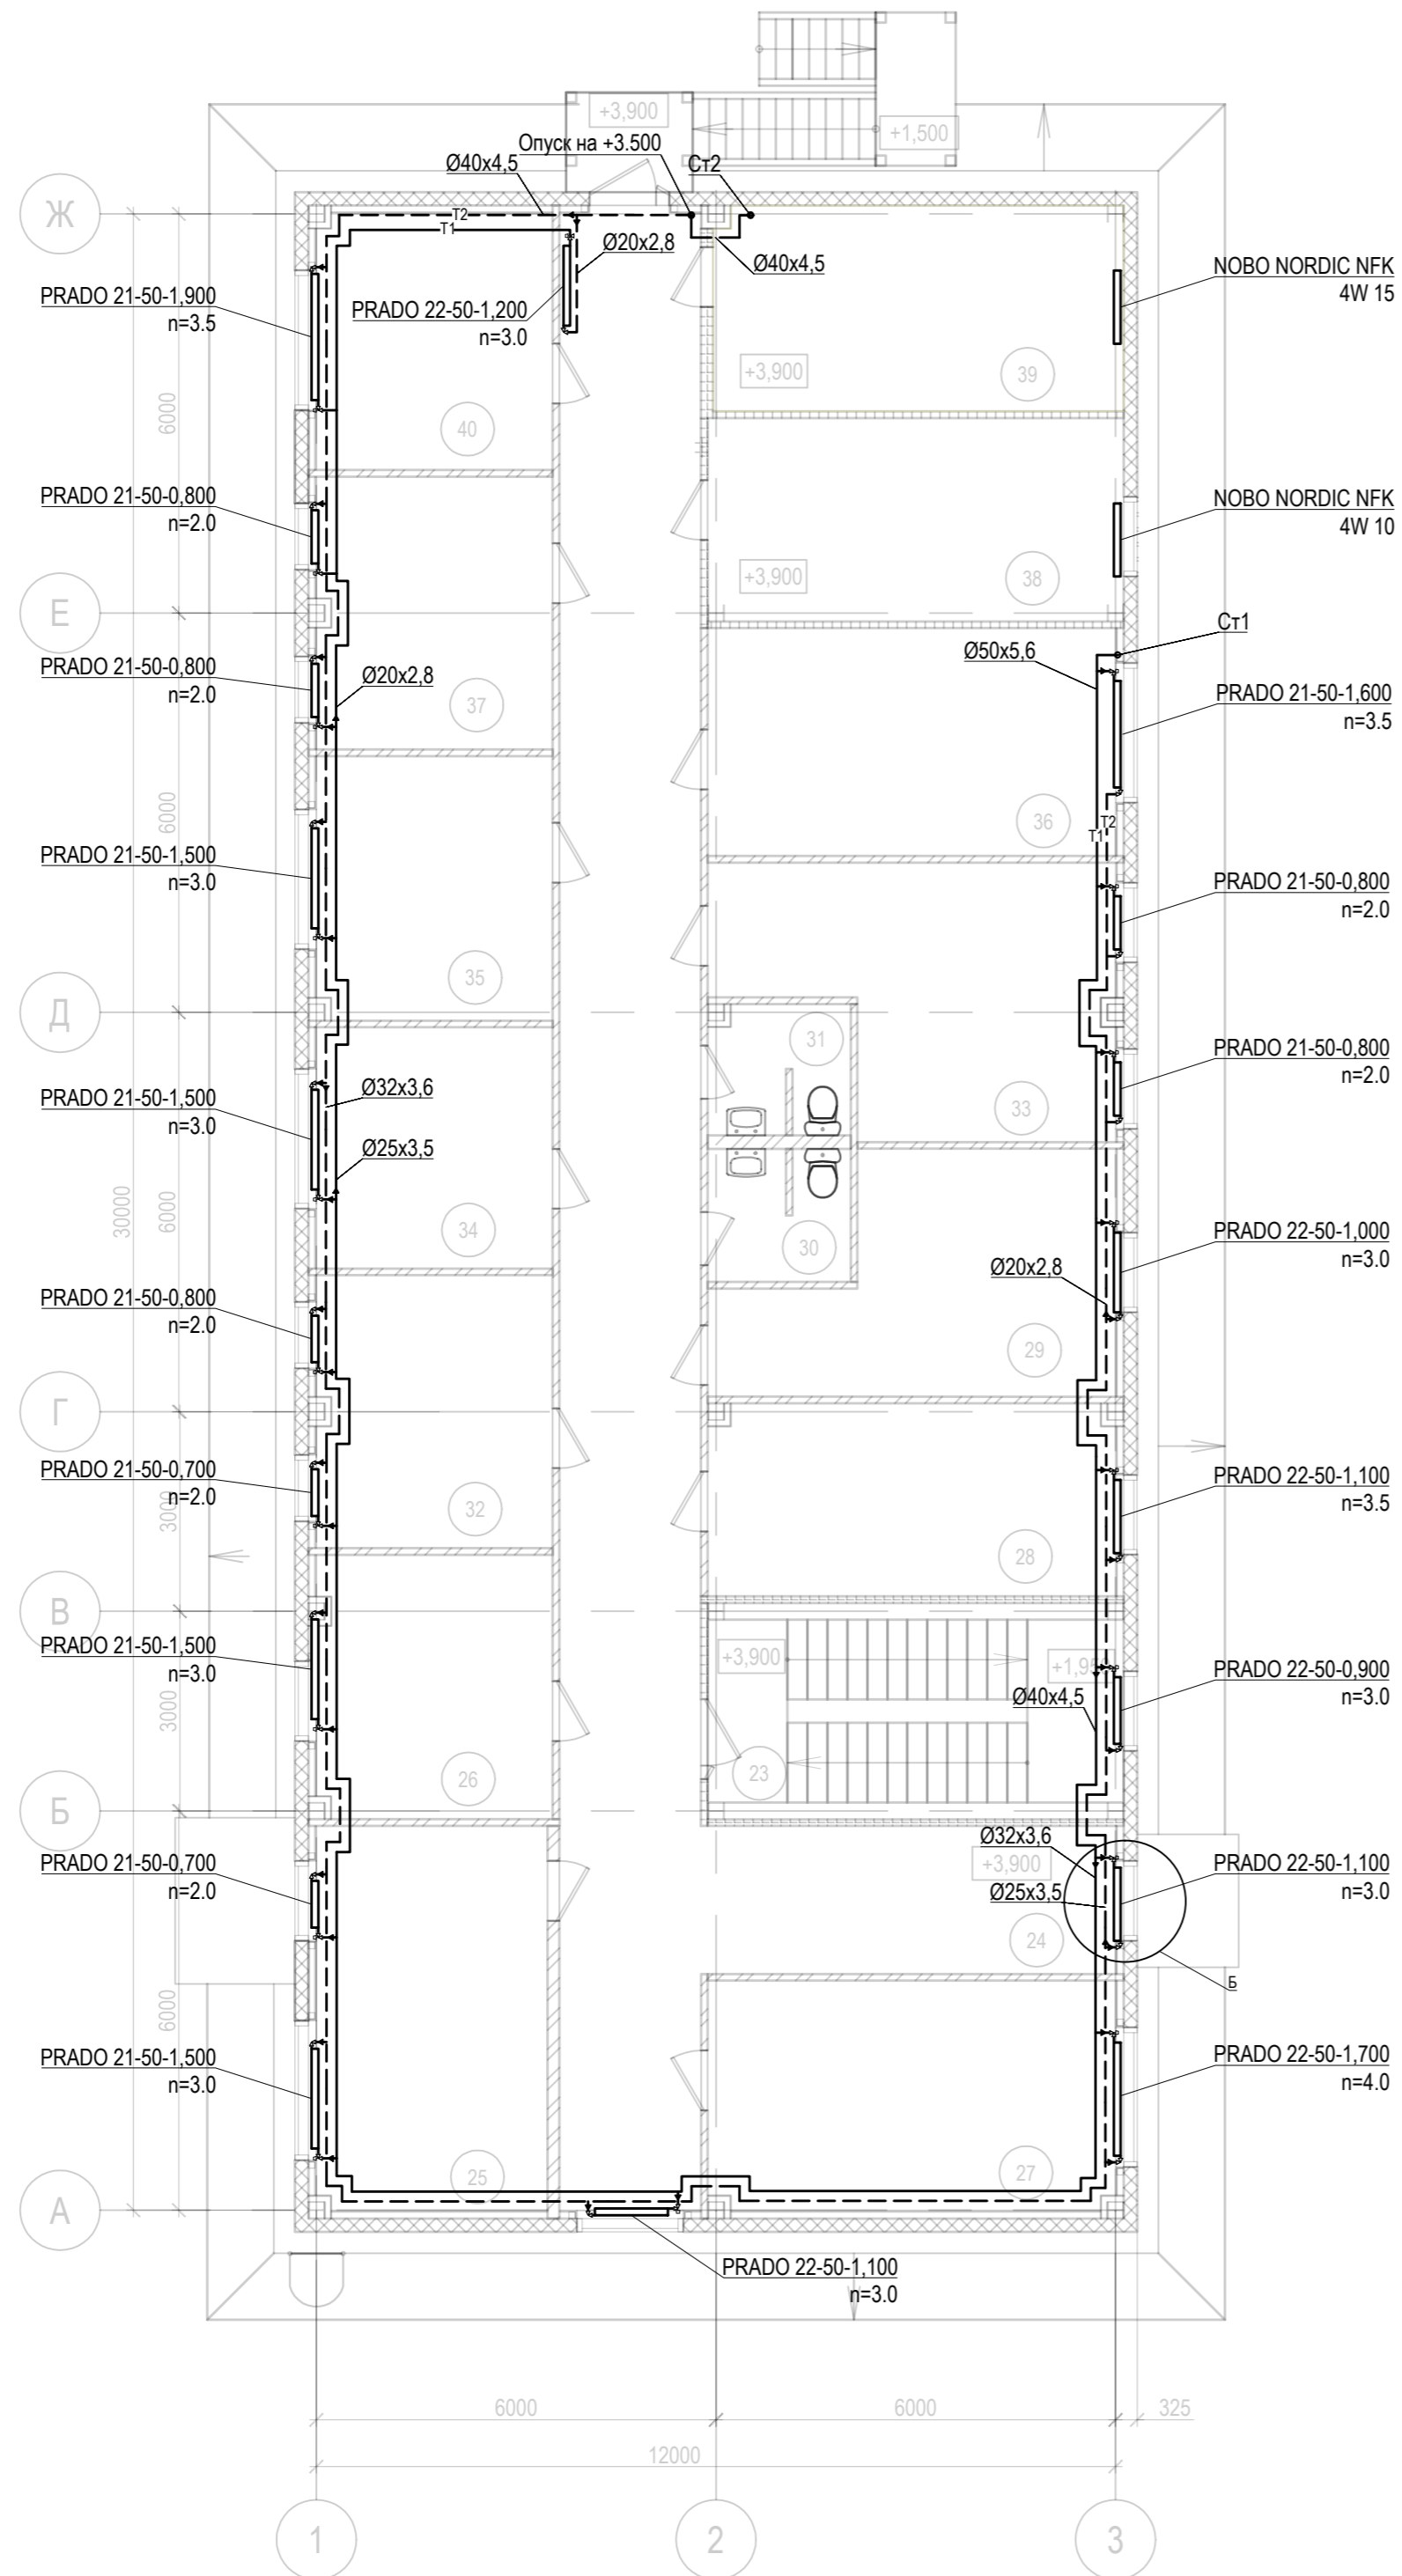 +3,900
+1,500
Опуск на +3.500
Ст2
Ø40x4,5
Ж
T2
T1
Ø20x2,8
Ø40x4,5
NOBO NORDIC NFK
4W 15
PRADO 21-50-1,900
n=3.5
PRADO 22-50-1,200
n=3.0
+3,900
39
6000
40
PRADO 21-50-0,800
n=2.0
NOBO NORDIC NFK
4W 10
+3,900
38
Е
Ст1
Ø50x5,6
PRADO 21-50-0,800
n=2.0
Ø20x2,8
37
PRADO 21-50-1,600
n=3.5
6000
36
T2
T1
PRADO 21-50-1,500
n=3.0
PRADO 21-50-0,800
n=2.0
35
Д
31
PRADO 21-50-0,800
n=2.0
PRADO 21-50-1,500
n=3.0
Ø32x3,6
33
Ø25x3,5
30000
6000
34
30
PRADO 22-50-1,000
n=3.0
Ø20x2,8
PRADO 21-50-0,800
n=2.0
29
Г
PRADO 21-50-0,700
n=2.0
3000
32
PRADO 22-50-1,100
n=3.5
28
В
PRADO 21-50-1,500
n=3.0
+3,900
+1,95
PRADO 22-50-0,900
n=3.0
Ø40x4,5
3000
26
23
Б
PRADO 21-50-0,700
n=2.0
Ø32x3,6
+3,900
PRADO 22-50-1,100
n=3.0
Ø25x3,5
24
Б
6000
PRADO 21-50-1,500
n=3.0
PRADO 22-50-1,700
n=4.0
25
27
А
PRADO 22-50-1,100
n=3.0
6000
6000
325
12000
1
2
3